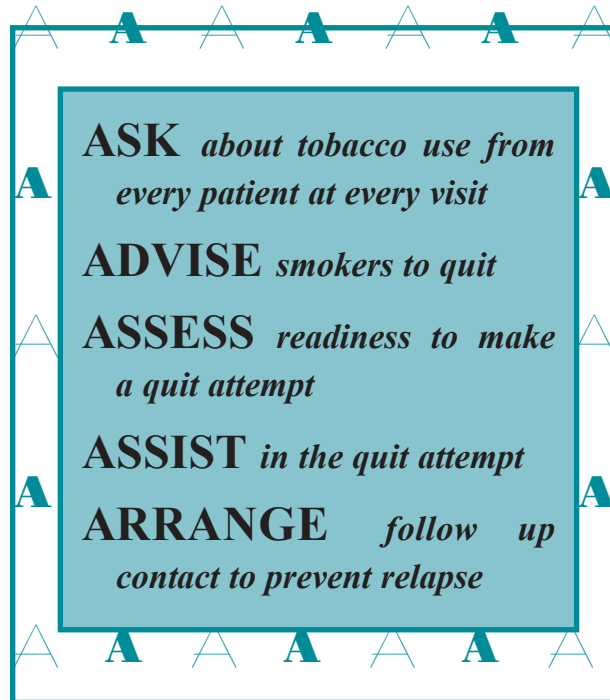 A A A A A A A
ASK about tobacco use from
every patient at every visit
A A
ADVISE smokers to quit
ASSESS readiness to make
A A
a quit attempt
ASSIST in the quit attempt
A A
ARRANGE follow up
contact to prevent relapse
A A A A A A A